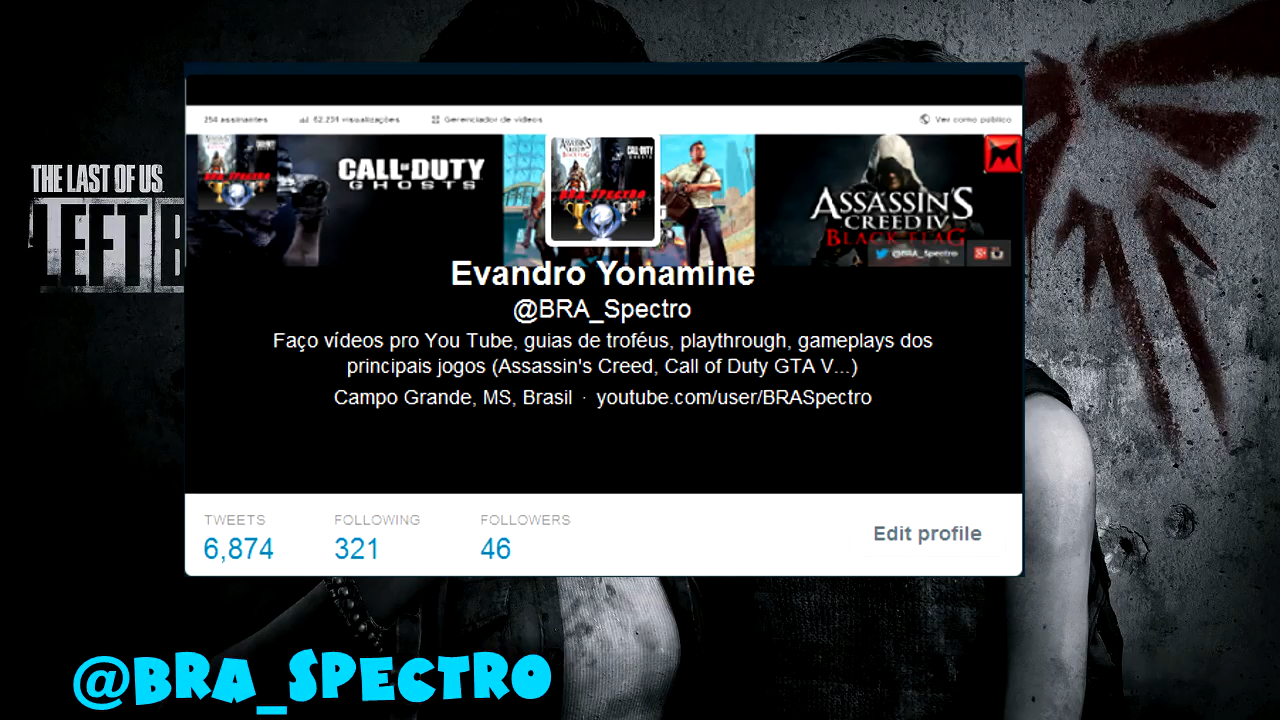 254 assinantes 62.231 visualizações Gerenciador de vídeos Ver como público
THE LAST OF US
LEFT B
CALL OF DUTY
GHOSTS
ASSASSIN'S
CREED IV
BLACK FLAG
BRA_SPECTRO
@BRA_Spectro
Evandro Yonamine
@BRA_Spectro
Faço vídeos pro You Tube, guias de troféus, playthrough, gameplays dos
principais jogos (Assassin's Creed, Call of Duty GTA V...)
Campo Grande, MS, Brasil · youtube.com/user/BRASpectro
TWEETS FOLLOWING FOLLOWERS
6,874 321 46
Edit profile
@BRA_SPECTRO